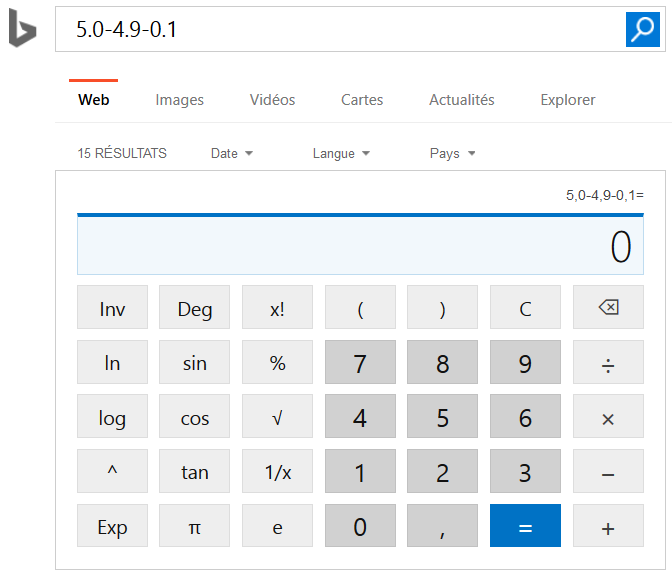 5.0-4.9-0.1
Web Images Vidéos Cartes Actualités Explorer
15 RÉSULTATS Date Langue Pays
5,0-4,9-0,1=
0
Inv Deg x! ( ) C
ln sin % 7 8 9 ÷
log cos √ 4 5 6 ×
^ tan 1/x 1 2 3 −
Exp π e 0 , = +